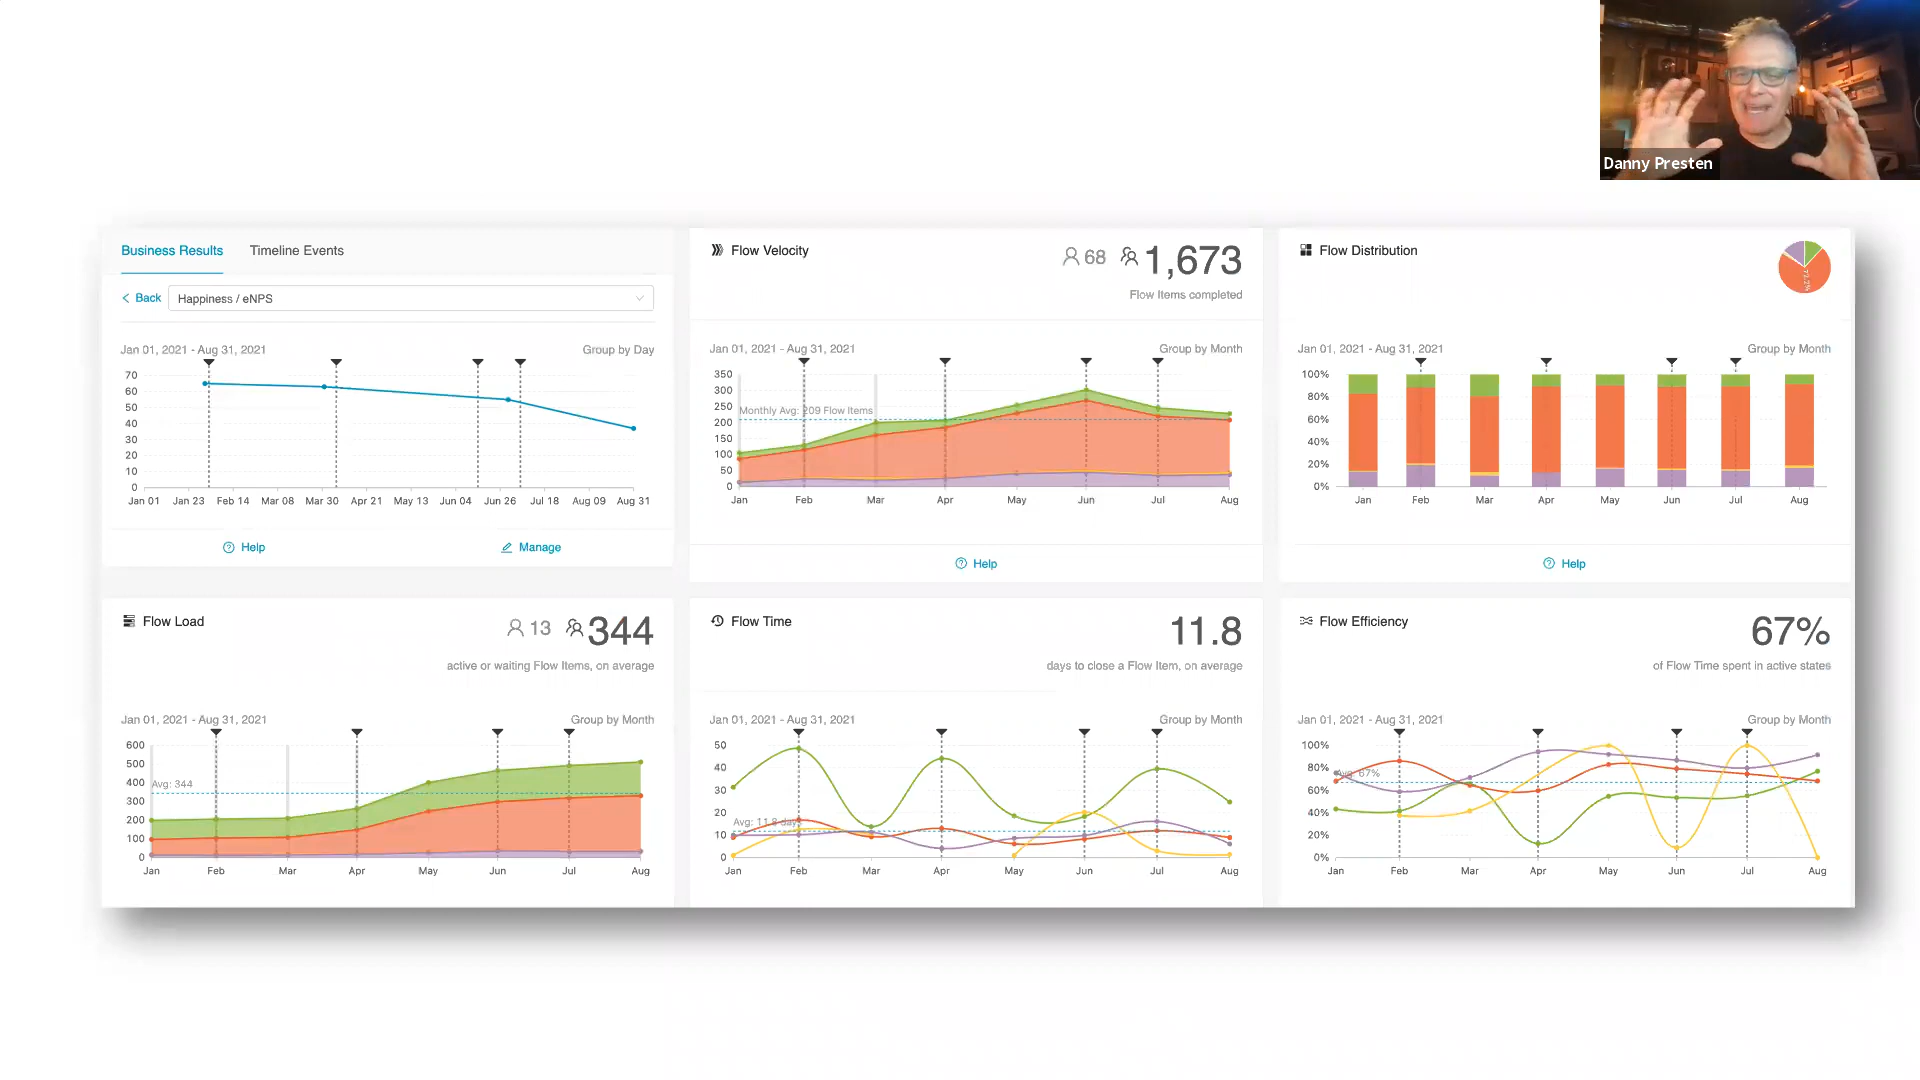 Danny Presten
Business Results Timeline Events
Back Happiness / eNPS
Jan 01, 2021 - Aug 31, 2021 Group by Day
70
60
50
40
30
20
10
0
Jan 01 Jan 23 Feb 14 Mar 08 Mar 30 Apr 21 May 13 Jun 04 Jun 26 Jul 18 Aug 09 Aug 31
Help Manage
Flow Velocity 68 1,673
Flow Items completed
Jan 01, 2021 - Aug 31, 2021 Group by Month
350
300
250
Monthly Avg: 209 Flow Items
200
150
100
50
0
Jan Feb Mar Apr May Jun Jul Aug
Help
Flow Distribution
Jan 01, 2021 - Aug 31, 2021 Group by Month
100%
80%
60%
40%
20%
0%
Jan Feb Mar Apr May Jun Jul Aug
Help
Flow Load 13 344
active or waiting Flow Items, on average
Jan 01, 2021 - Aug 31, 2021 Group by Month
600
500
400
Avg: 344
300
200
100
0
Jan Feb Mar Apr May Jun Jul Aug
Flow Time 11.8
days to close a Flow Item, on average
Jan 01, 2021 - Aug 31, 2021 Group by Month
50
40
30
20
Avg: 11.8 days
10
0
Jan Feb Mar Apr May Jun Jul Aug
Flow Efficiency 67%
of Flow Time spent in active states
Jan 01, 2021 - Aug 31, 2021 Group by Month
100%
80%
Avg: 67%
60%
40%
20%
0%
Jan Feb Mar Apr May Jun Jul Aug